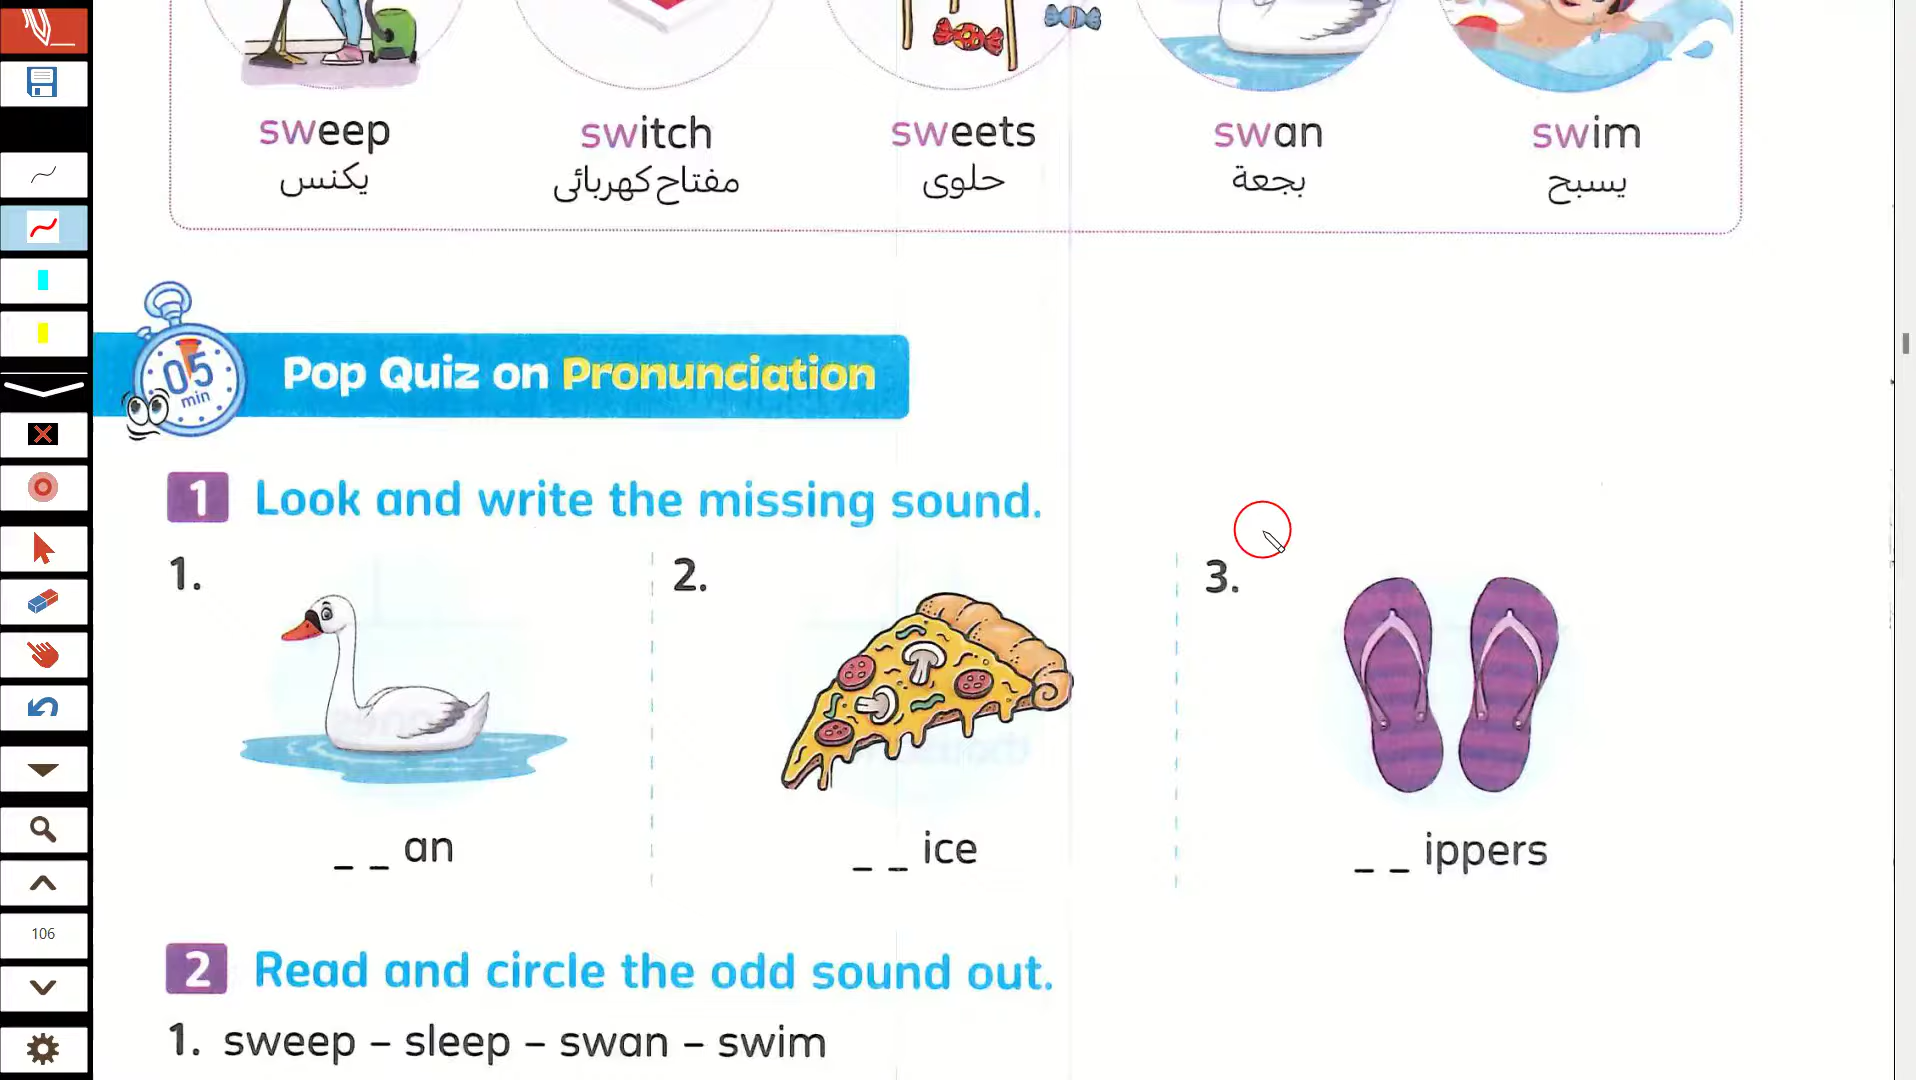 sweep switch sweets swan swim
يكنس مفتاح كهربائى حلوى بجعة يسبح
05 min
Pop Quiz on Pronunciation
1 Look and write the missing sound.
1. 2. 3.
_ _ an _ _ ice _ _ ippers
2 Read and circle the odd sound out.
1. sweep – sleep – swan – swim
106